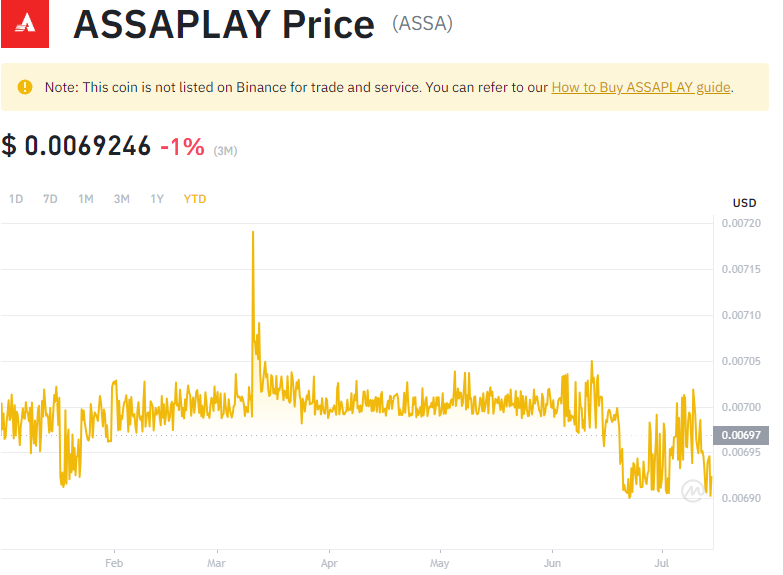 ASSAPLAY Price (ASSA)
Note: This coin is not listed on Binance for trade and service. You can refer to our How to Buy ASSAPLAY guide.
$ 0.0069246 -1% (3M)
1D 7D 1M 3M 1Y YTD
USD
0.00720
0.00715
0.00710
0.00705
0.00700
0.00697
0.00695
0.00690
Feb Mar Apr May Jun Jul